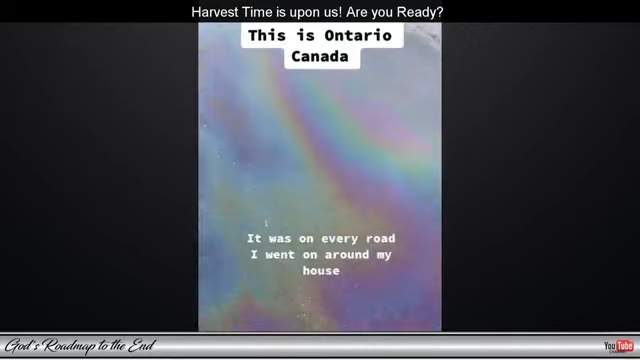 Harvest Time is upon us! Are you Ready?
This is Ontario
Canada
It was on every road
I went on around my
house
God's Roadmap to the End
YouTube